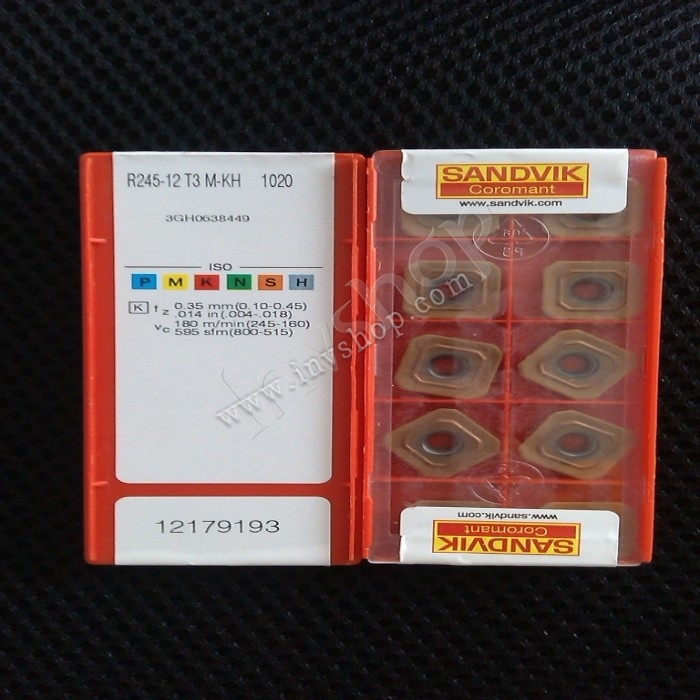 R245-12 T3 M-KH 1020
3GH0638449
ISO
P M K N S H
K fz 0.35 mm(0.10-0.45)
.014 in.(.004-.018)
vc 180 m/min(245-160)
595 sfm(800-515)
12179193
SANDVIK
Coromant
www.sandvik.com
www.invshop.com
invshop
www.sandvik.com
Coromant
SANDVIK